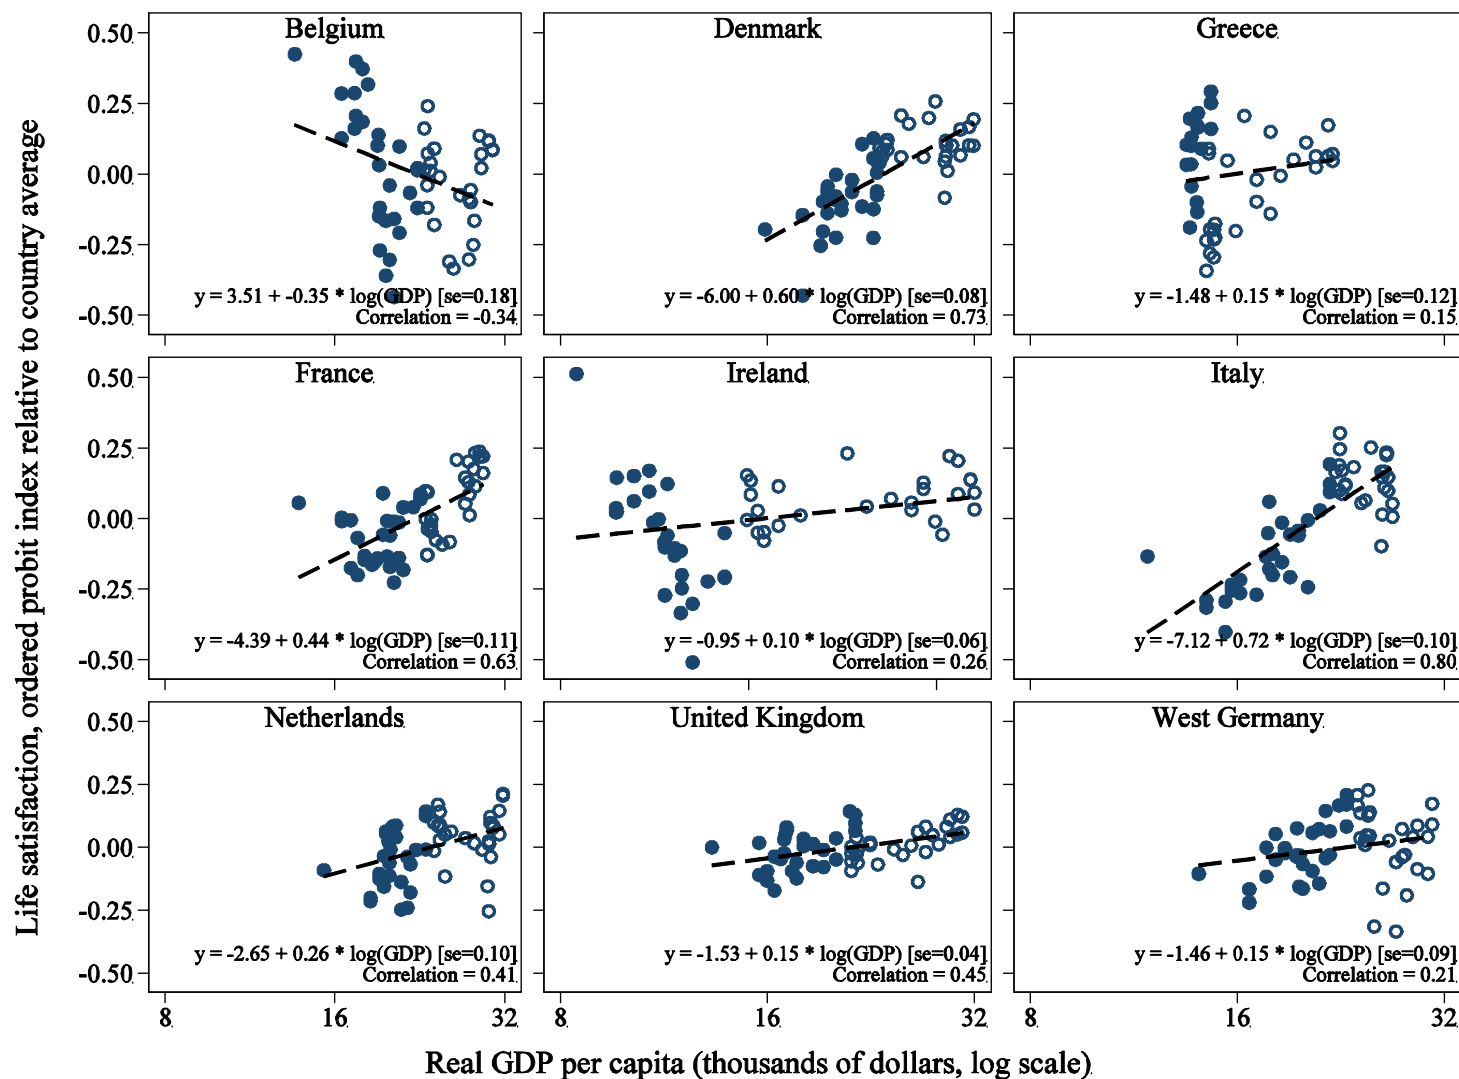 Life satisfaction, ordered probit index relative to country average
Belgium
Denmark
Greece
0.50
0.25
0.00
-0.25
-0.50
y = 3.51 + -0.35 * log(GDP) [se=0.18]
Correlation = -0.34
y = -6.00 + 0.60 * log(GDP) [se=0.08]
Correlation = 0.73
y = -1.48 + 0.15 * log(GDP) [se=0.12]
Correlation = 0.15
France
Ireland
Italy
0.50
0.25
0.00
-0.25
-0.50
y = -4.39 + 0.44 * log(GDP) [se=0.11]
Correlation = 0.63
y = -0.95 + 0.10 * log(GDP) [se=0.06]
Correlation = 0.26
y = -7.12 + 0.72 * log(GDP) [se=0.10]
Correlation = 0.80
Netherlands
United Kingdom
West Germany
0.50
0.25
0.00
-0.25
-0.50
y = -2.65 + 0.26 * log(GDP) [se=0.10]
Correlation = 0.41
y = -1.53 + 0.15 * log(GDP) [se=0.04]
Correlation = 0.45
y = -1.46 + 0.15 * log(GDP) [se=0.09]
Correlation = 0.21
8 16 32 8 16 32 8 16 32
Real GDP per capita (thousands of dollars, log scale)